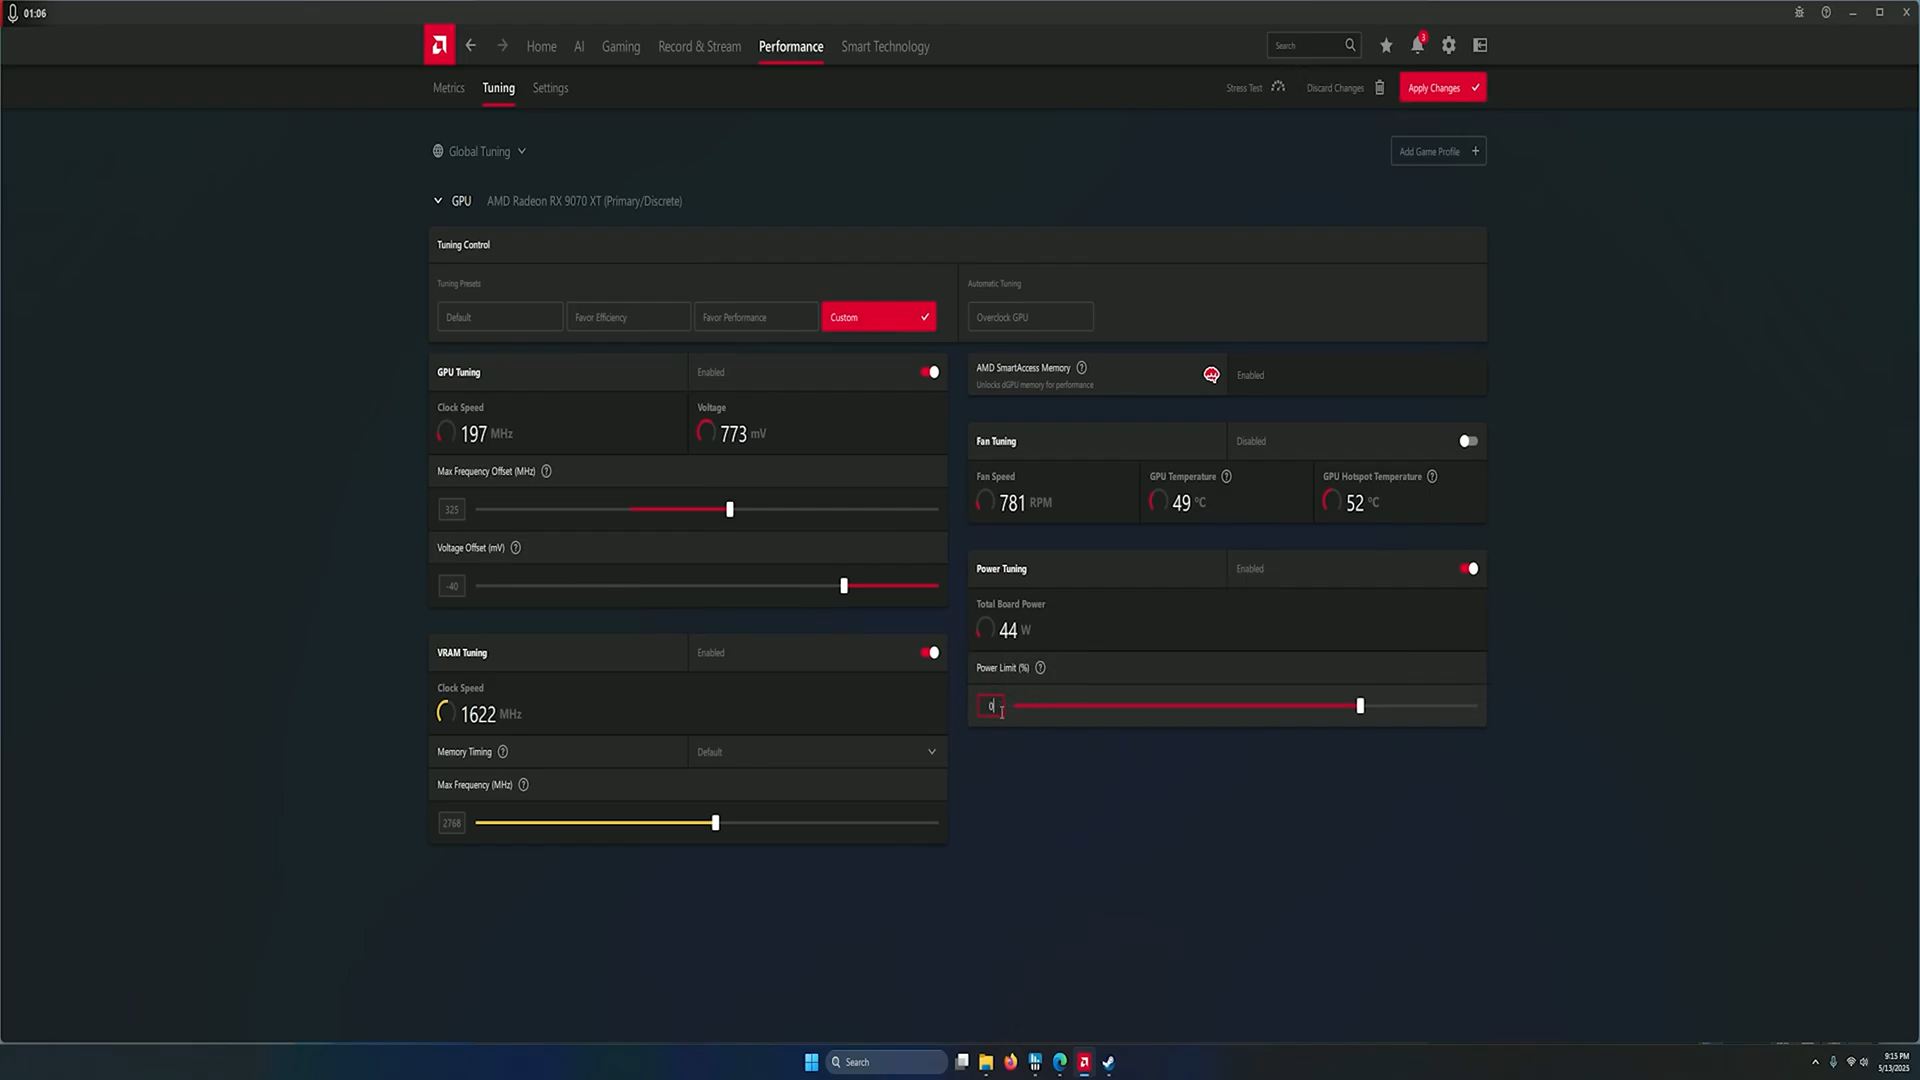 01:06
Home AI Gaming Record & Stream Performance Smart Technology Search 3
Metrics Tuning Settings Stress Test Discard Changes Apply Changes
Global Tuning Add Game Profile
GPU AMD Radeon RX 9070 XT (Primary/Discrete)
Tuning Control
Tuning Presets Automatic Tuning
Default Favor Efficiency Favor Performance Custom Overclock GPU
GPU Tuning Enabled
Clock Speed Voltage
197 MHz 773 mV
Max Frequency Offset (MHz)
325
Voltage Offset (mV)
-40
VRAM Tuning Enabled
Clock Speed
1622 MHz
Memory Timing Default
Max Frequency (MHz)
2768
AMD SmartAccess Memory Enabled
Unlocks dGPU memory for performance
Fan Tuning Disabled
Fan Speed GPU Temperature GPU Hotspot Temperature
781 RPM 49 °C 52 °C
Power Tuning Enabled
Total Board Power
44 W
Power Limit (%)
0
Search
9:15 PM
5/13/2025